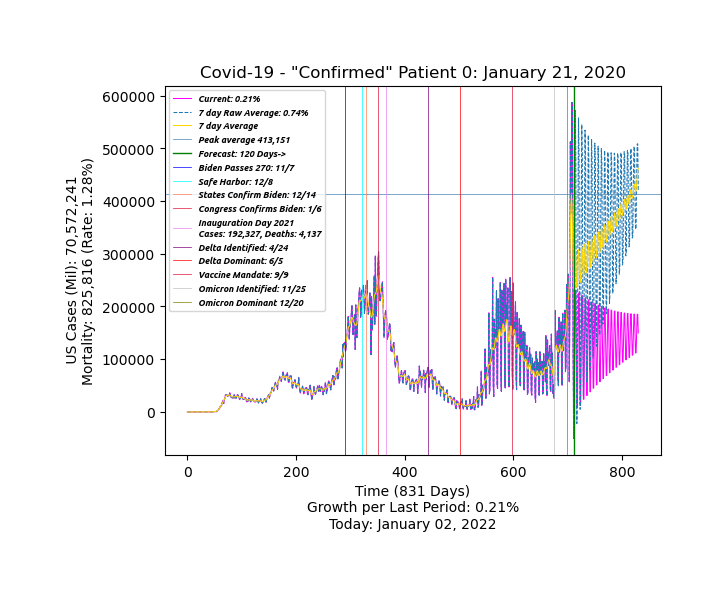 Covid-19 - "Confirmed" Patient 0: January 21, 2020
600000
500000
400000
300000
200000
100000
0
US Cases (Mil): 70,572,241
Mortality: 825,816 (Rate: 1.28%)
Current: 0.21%
7 day Raw Average: 0.74%
7 day Average
Peak average 413,151
Forecast: 120 Days->
Biden Passes 270: 11/7
Safe Harbor: 12/8
States Confirm Biden: 12/14
Congress Confirms Biden: 1/6
Inauguration Day 2021
Cases: 192,327, Deaths: 4,137
Delta Identified: 4/24
Delta Dominant: 6/5
Vaccine Mandate: 9/9
Omicron Identified: 11/25
Omicron Dominant 12/20
0 200 400 600 800
Time (831 Days)
Growth per Last Period: 0.21%
Today: January 02, 2022